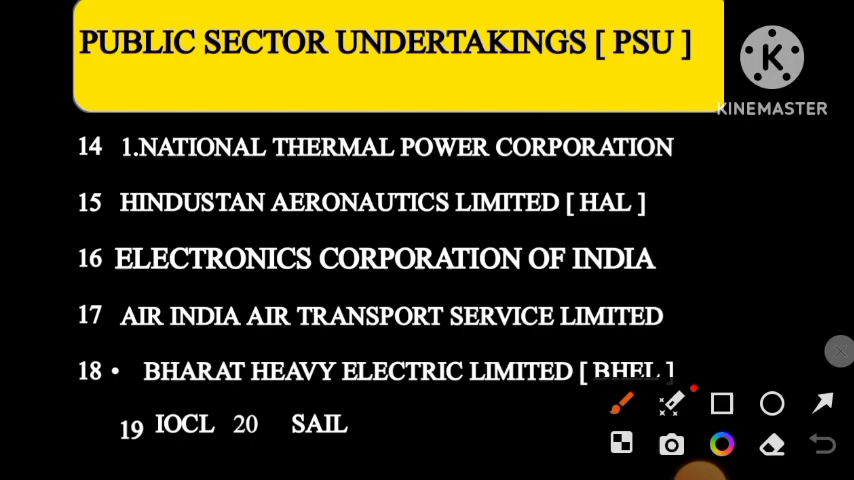 PUBLIC SECTOR UNDERTAKINGS [ PSU ]
K
KINEMASTER
14 1.NATIONAL THERMAL POWER CORPORATION
15 HINDUSTAN AERONAUTICS LIMITED [ HAL ]
16 ELECTRONICS CORPORATION OF INDIA
17 AIR INDIA AIR TRANSPORT SERVICE LIMITED
18 • BHARAT HEAVY ELECTRIC LIMITED [ BHEL ]
19 IOCL 20 SAIL